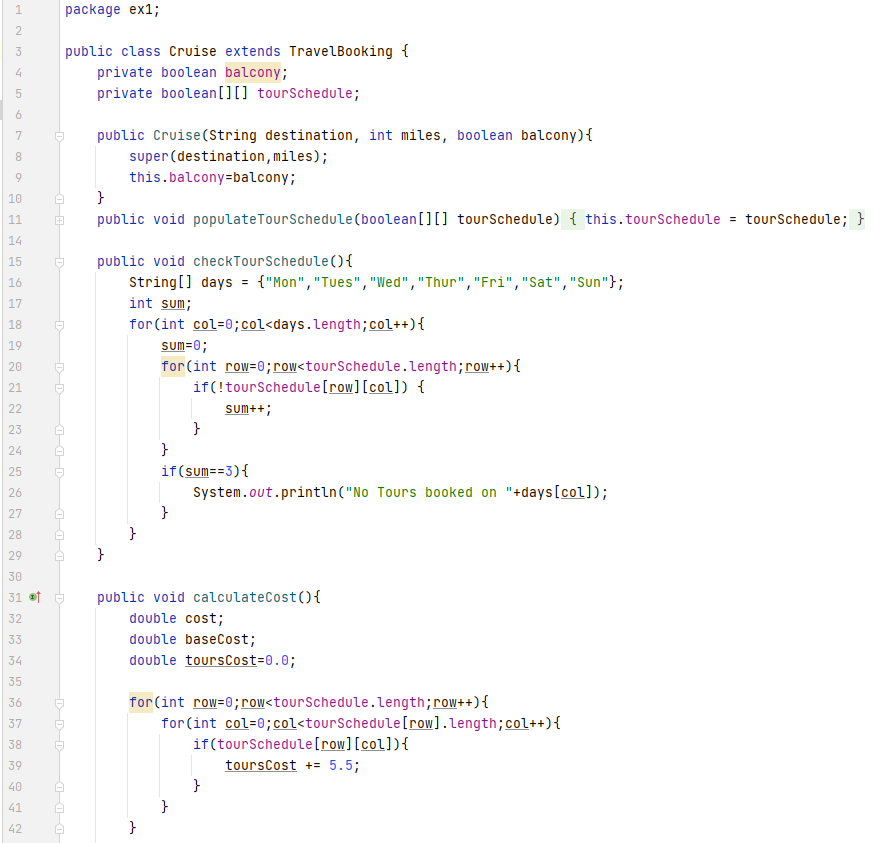 1 package ex1;
2
3 public class Cruise extends TravelBooking {
4     private boolean balcony;
5     private boolean[][] tourSchedule;
6
7     public Cruise(String destination, int miles, boolean balcony){
8         super(destination,miles);
9         this.balcony=balcony;
10     }
11     public void populateTourSchedule(boolean[][] tourSchedule) { this.tourSchedule = tourSchedule; }
14
15     public void checkTourSchedule(){
16         String[] days = {"Mon","Tues","Wed","Thur","Fri","Sat","Sun"};
17         int sum;
18         for(int col=0;col<days.length;col++){
19             sum=0;
20             for(int row=0;row<tourSchedule.length;row++){
21                 if(!tourSchedule[row][col]) {
22                     sum++;
23                 }
24             }
25             if(sum==3){
26                 System.out.println("No Tours booked on "+days[col]);
27             }
28         }
29     }
30
31     public void calculateCost(){
32         double cost;
33         double baseCost;
34         double toursCost=0.0;
35
36         for(int row=0;row<tourSchedule.length;row++){
37             for(int col=0;col<tourSchedule[row].length;col++){
38                 if(tourSchedule[row][col]){
39                     toursCost += 5.5;
40                 }
41             }
42         }